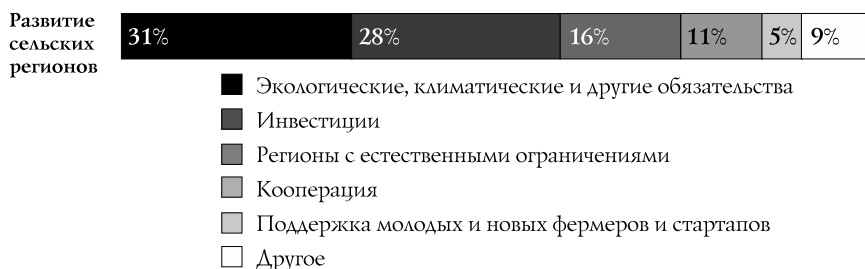 Развитие
сельских
регионов
31% 28% 16% 11% 5% 9%
Экологические, климатические и другие обязательства
Инвестиции
Регионы с естественными ограничениями
Кооперация
Поддержка молодых и новых фермеров и стартапов
Другое